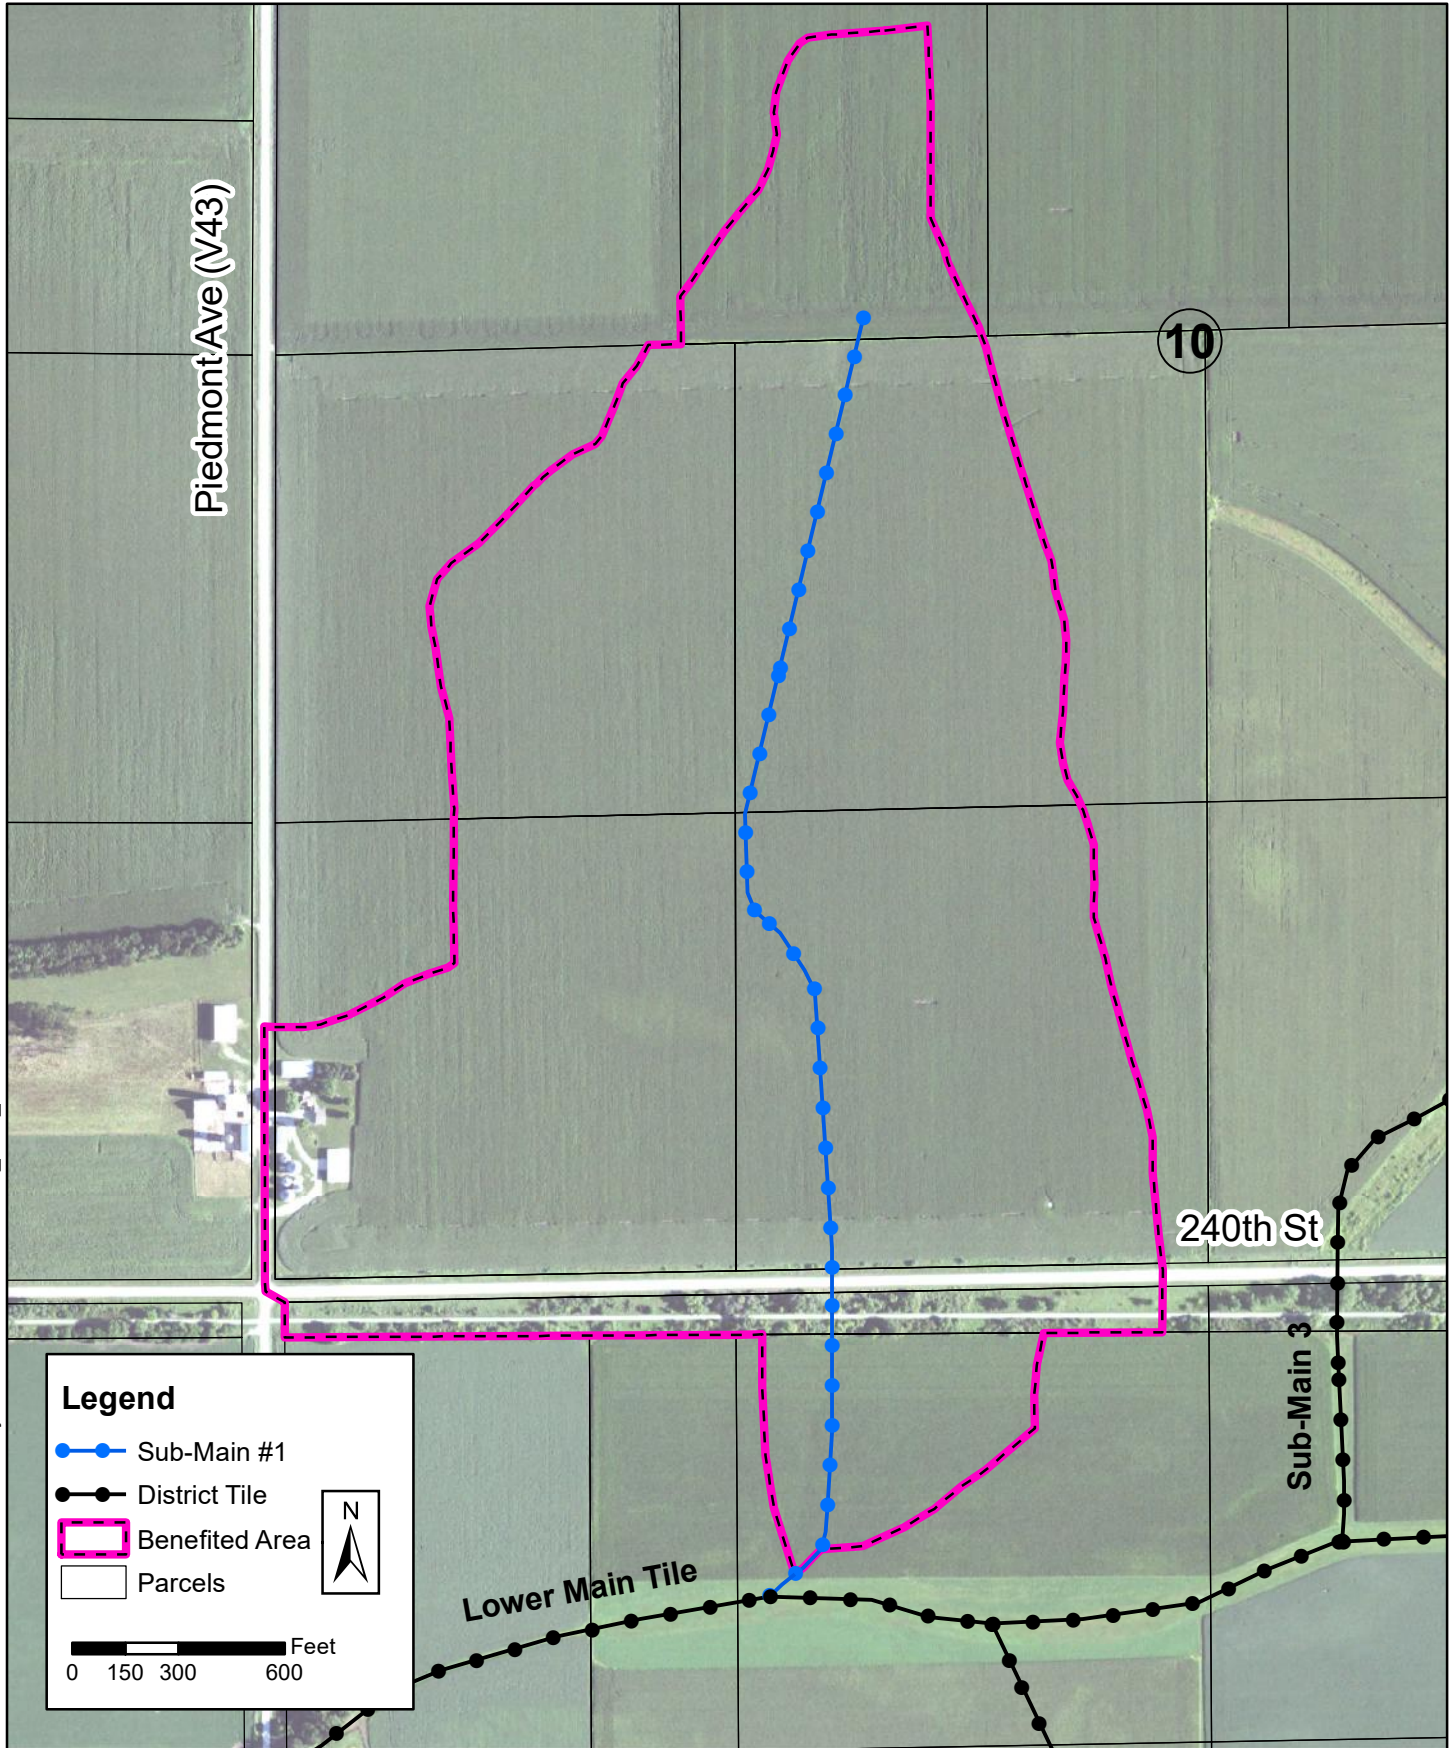 Piedmont Ave (V43)
10
240th St
Sub-Main 3
Lower Main Tile
Legend
Sub-Main #1
District Tile
Benefited Area
Parcels
N
Feet
0 150 300 600